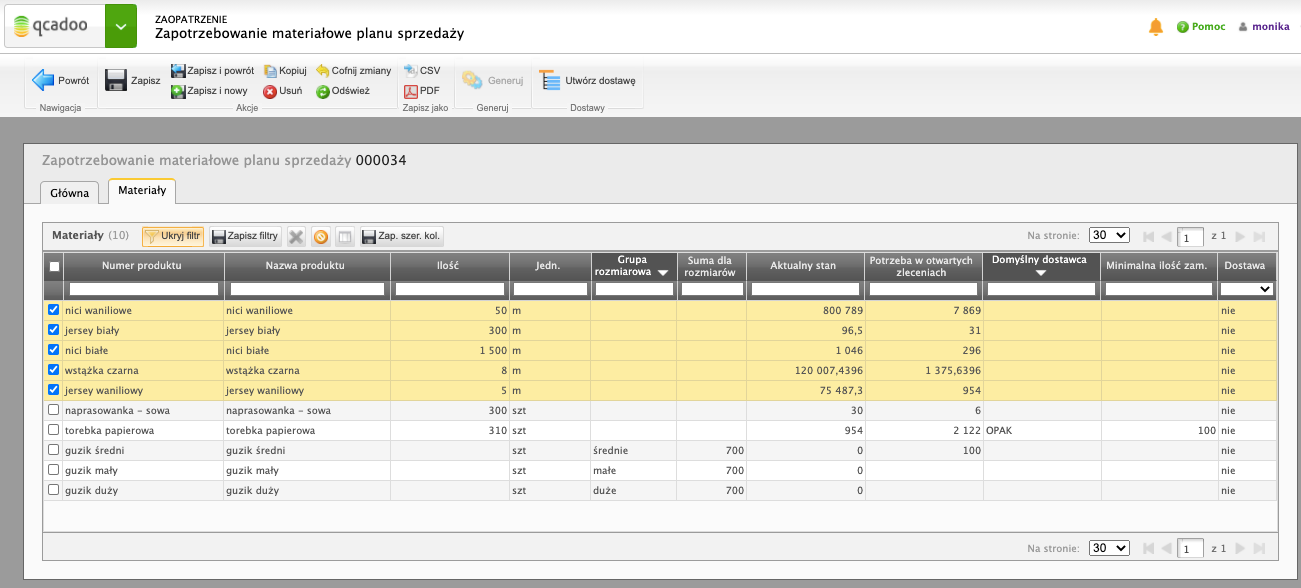 qcadoo
ZAOPATRZENIE
Zapotrzebowanie materiałowe planu sprzedaży
Pomoc
monika
Powrót
Nawigacja
Zapisz
Zapisz i powrót
Kopiuj
Cofnij zmiany
Zapisz i nowy
Usuń
Odśwież
Akcje
CSV
PDF
Zapisz jako
Generuj
Generuj
Utwórz dostawę
Dostawy
Zapotrzebowanie materiałowe planu sprzedaży 000034
Główna
Materiały
Materiały (10) Ukryj filtr Zapisz filtry Zap. szer. kol. Na stronie: 30 1 z 1
Numer produktu Nazwa produktu Ilość Jedn. Grupa rozmiarowa Suma dla rozmiarów Aktualny stan Potrzeba w otwartych zleceniach Domyślny dostawca Minimalna ilość zam. Dostawa
nici waniliowe nici waniliowe 50 m 800 789 7 869 nie
jersey biały jersey biały 300 m 96,5 31 nie
nici białe nici białe 1 500 m 1 046 296 nie
wstążka czarna wstążka czarna 8 m 120 007,4396 1 375,6396 nie
jersey waniliowy jersey waniliowy 5 m 75 487,3 954 nie
naprasowanka - sowa naprasowanka - sowa 300 szt 30 6 nie
torebka papierowa torebka papierowa 310 szt 954 2 122 OPAK 100 nie
guzik średni guzik średni szt średnie 700 0 100 nie
guzik mały guzik mały szt małe 700 0 nie
guzik duży guzik duży szt duże 700 0 nie
Na stronie: 30 1 z 1